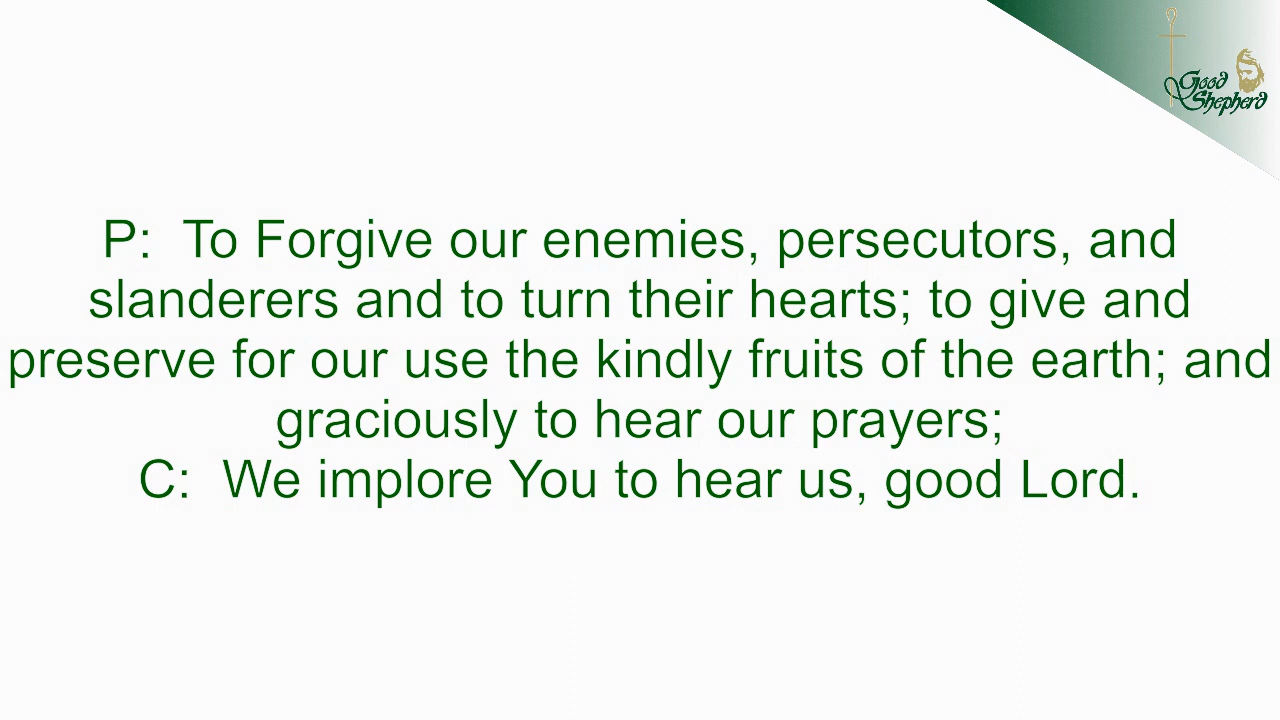 Good
Shepherd
P:  To Forgive our enemies, persecutors, and
slanderers and to turn their hearts; to give and
preserve for our use the kindly fruits of the earth; and
graciously to hear our prayers;
C:  We implore You to hear us, good Lord.